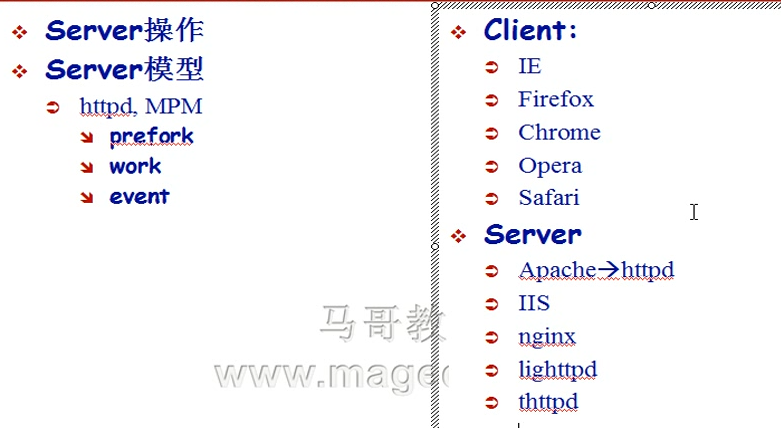 Server操作
Server模型
httpd, MPM
prefork
work
event
Client:
IE
Firefox
Chrome
Opera
Safari
Server
Apache→httpd
IIS
nginx
lighttpd
thttpd
马哥教
www.mage